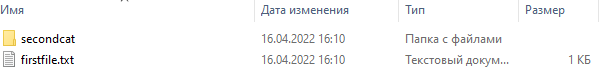 Имя Дата изменения Тип Размер
secondcat 16.04.2022 16:10 Папка с файлами
firstfile.txt 16.04.2022 16:10 Текстовый докум... 1 КБ